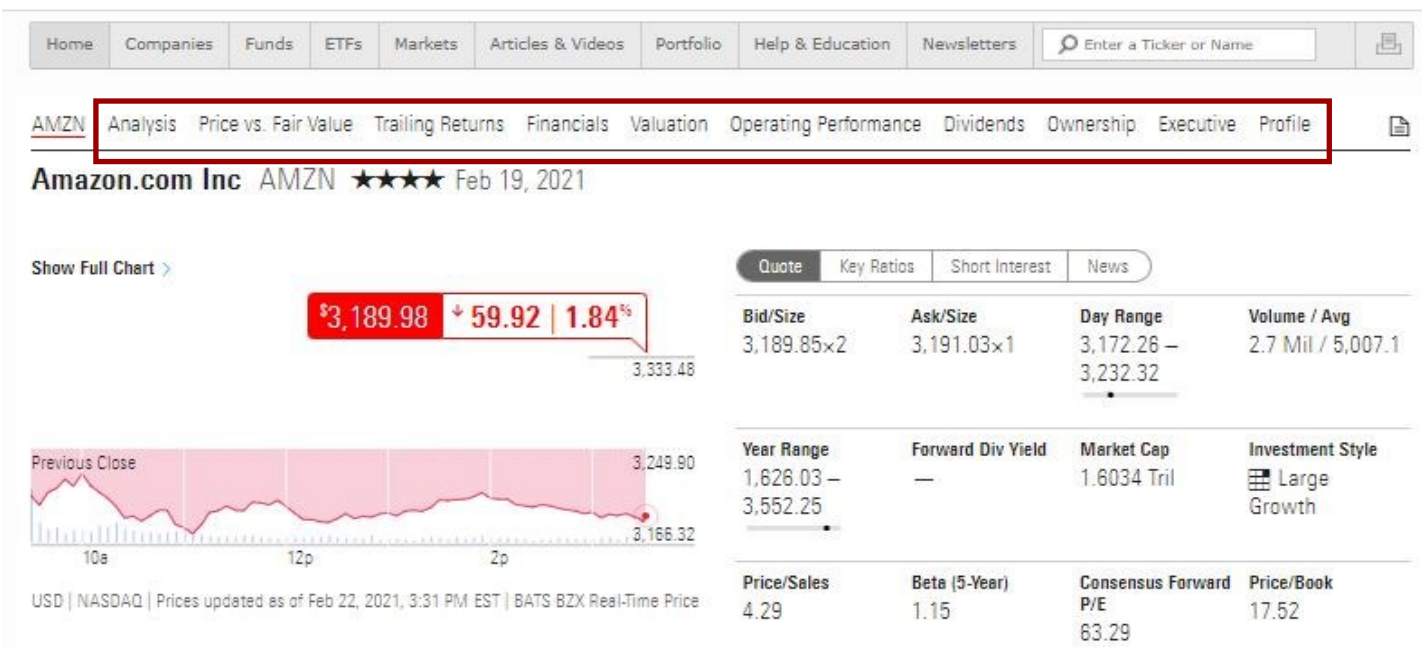 Home Companies Funds ETFs Markets Articles & Videos Portfolio Help & Education Newsletters Enter a Ticker or Name
AMZN Analysis Price vs. Fair Value Trailing Returns Financials Valuation Operating Performance Dividends Ownership Executive Profile
Amazon.com Inc AMZN ★★★★ Feb 19, 2021
Show Full Chart >
$3,189.98 ↓ 59.92 | 1.84%
3,333.48
Previous Close 3,249.90
3,166.32
10a 12p 2p
USD | NASDAQ | Prices updated as of Feb 22, 2021, 3:31 PM EST | BATS BZX Real-Time Price
Quote Key Ratios Short Interest News
Bid/Size Ask/Size Day Range Volume / Avg
3,189.85×2 3,191.03×1 3,172.26 – 2.7 Mil / 5,007.1
3,232.32
Year Range Forward Div Yield Market Cap Investment Style
1,626.03 – — 1.6034 Tril Large
3,552.25 Growth
Price/Sales Beta (5-Year) Consensus Forward Price/Book
4.29 1.15 P/E 17.52
63.29